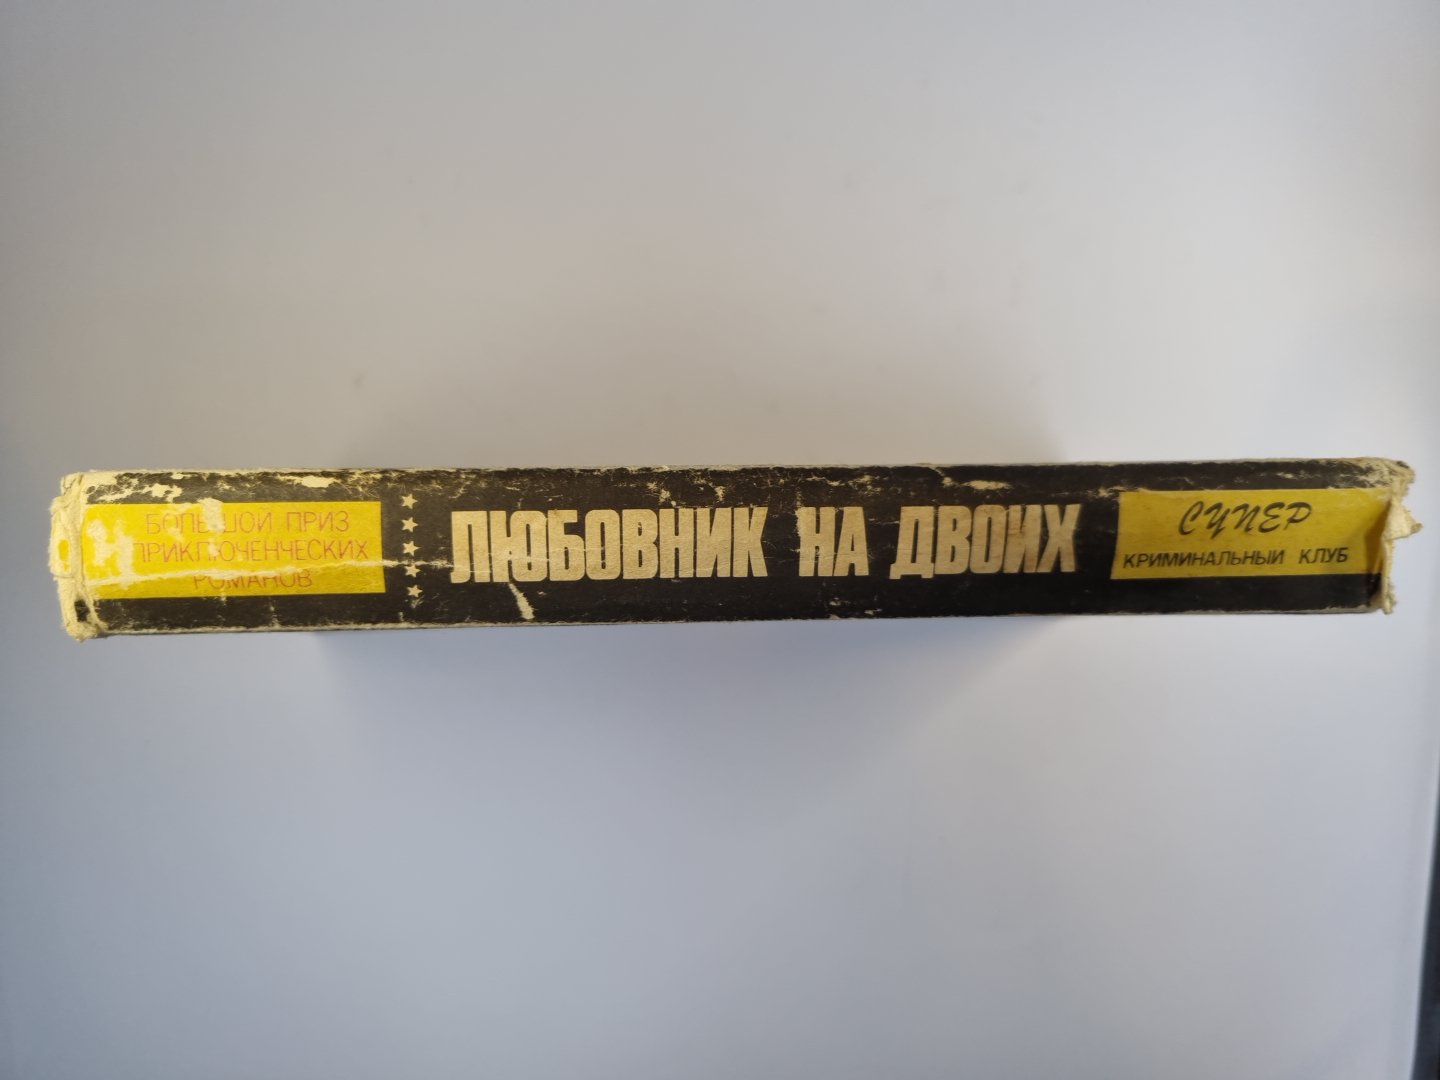 БОЛЬШОЙ ПРИЗ
ПРИКЛЮЧЕНЧЕСКИХ
РОМАНОВ
ЛЮБОВНИК НА ДВОИХ
СУПЕР
КРИМИНАЛЬНЫЙ КЛУБ